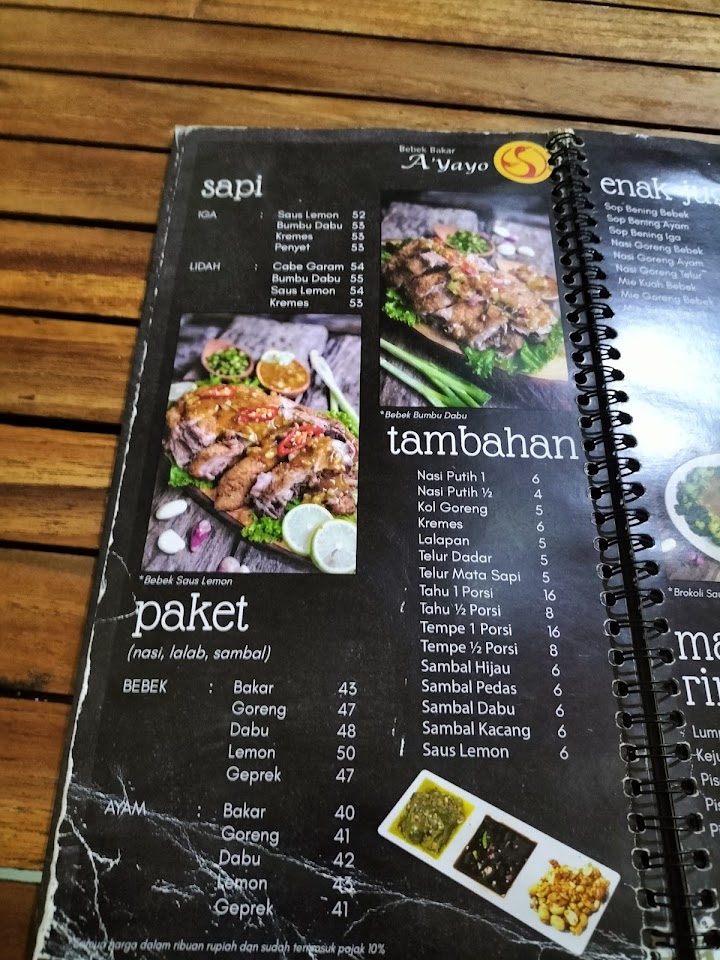 Bebek Bakar
A'Yayo
sapi
IGA : Saus Lemon 52
Bumbu Dabu 53
Kremes 53
Penyet 53
LIDAH : Cabe Garam 54
Bumbu Dabu 55
Saus Lemon 54
Kremes 53
*Bebek Bumbu Dabu
*Bebek Saus Lemon
paket
(nasi, lalab, sambal)
BEBEK : Bakar 43
Goreng 47
Dabu 48
Lemon 50
Geprek 47
AYAM : Bakar 40
Goreng 41
Dabu 42
Lemon 43
Geprek 41
tambahan
Nasi Putih 1 6
Nasi Putih ½ 4
Kol Goreng 5
Kremes 6
Lalapan 5
Telur Dadar 5
Telur Mata Sapi 5
Tahu 1 Porsi 16
Tahu ½ Porsi 8
Tempe 1 Porsi 16
Tempe ½ Porsi 8
Sambal Hijau 6
Sambal Pedas 6
Sambal Dabu 6
Sambal Kacang 6
Saus Lemon 6
*Semua harga dalam ribuan rupiah dan sudah termasuk pajak 10%
enak
Sop Bening Bebek
Sop Bening Ayam
Sop Bening Iga
Nasi Goreng Bebek
Nasi Goreng Ayam
Nasi Goreng Telur
Mie Kuah Bebek
Mie Goreng Bebek
*Brokoli